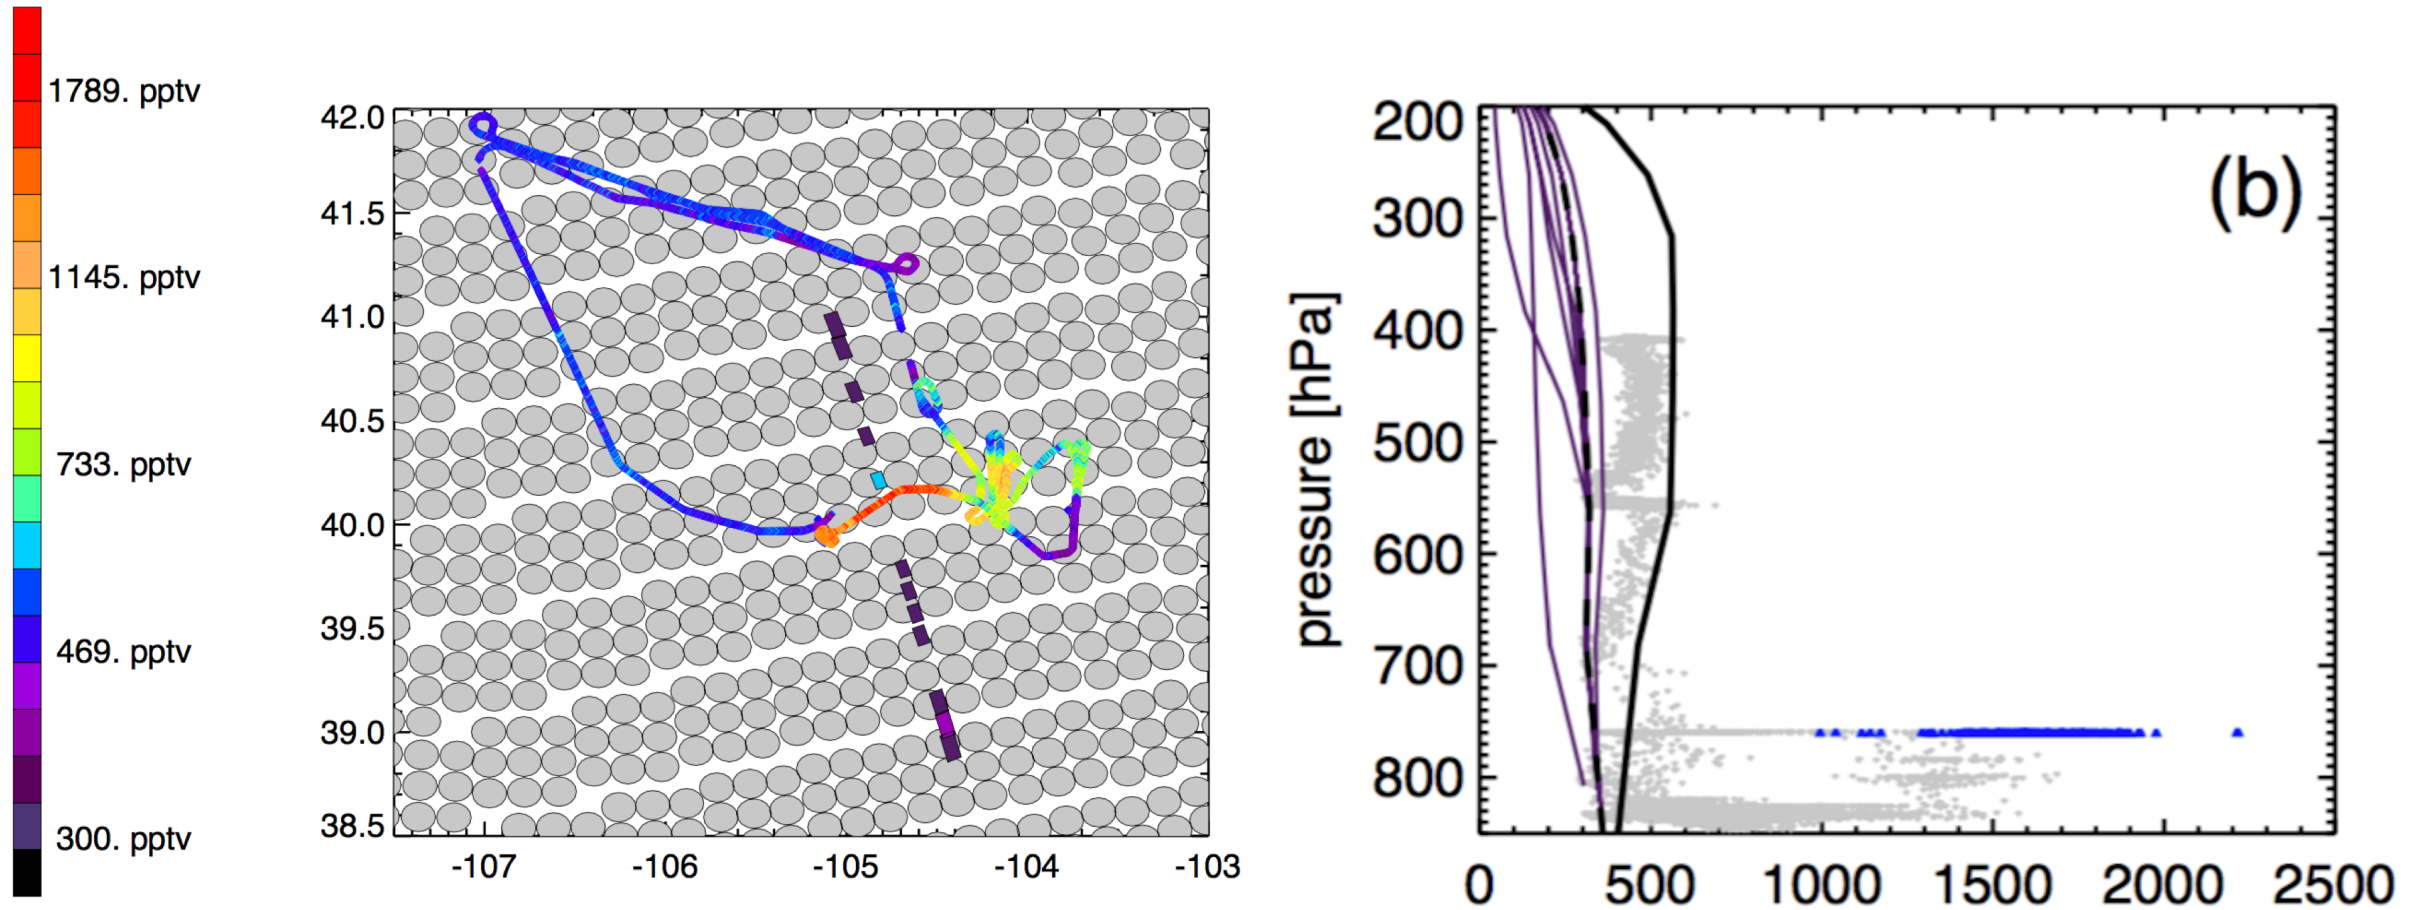 1789. pptv
1145. pptv
733. pptv
469. pptv
300. pptv
42.0
41.5
41.0
40.5
40.0
39.5
39.0
38.5
-107 -106 -105 -104 -103
pressure [hPa]
200
300
400
500
600
700
800
(b)
0 500 1000 1500 2000 2500